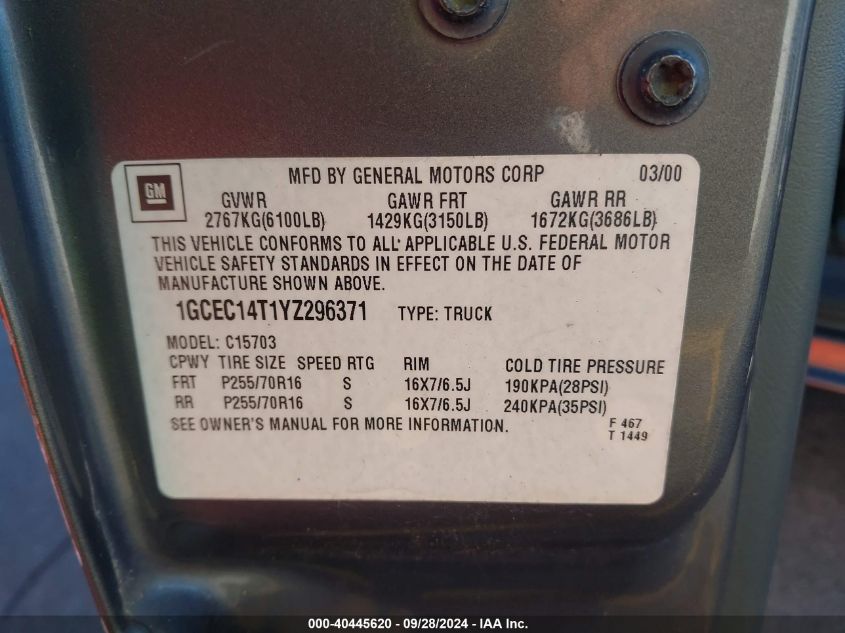 GM
MFD BY GENERAL MOTORS CORP 03/00
GVWR GAWR FRT GAWR RR
2767KG(6100LB) 1429KG(3150LB) 1672KG(3686LB)
THIS VEHICLE CONFORMS TO ALL APPLICABLE U.S. FEDERAL MOTOR
VEHICLE SAFETY STANDARDS IN EFFECT ON THE DATE OF
MANUFACTURE SHOWN ABOVE.
1GCEC14T1YZ296371 TYPE: TRUCK
MODEL: C15703
CPWY TIRE SIZE SPEED RTG RIM COLD TIRE PRESSURE
FRT P255/70R16 S 16X7/6.5J 190KPA(28PSI)
RR P255/70R16 S 16X7/6.5J 240KPA(35PSI)
SEE OWNER'S MANUAL FOR MORE INFORMATION.
F 467
T 1449
000-40445620 - 09/28/2024 - IAA Inc.